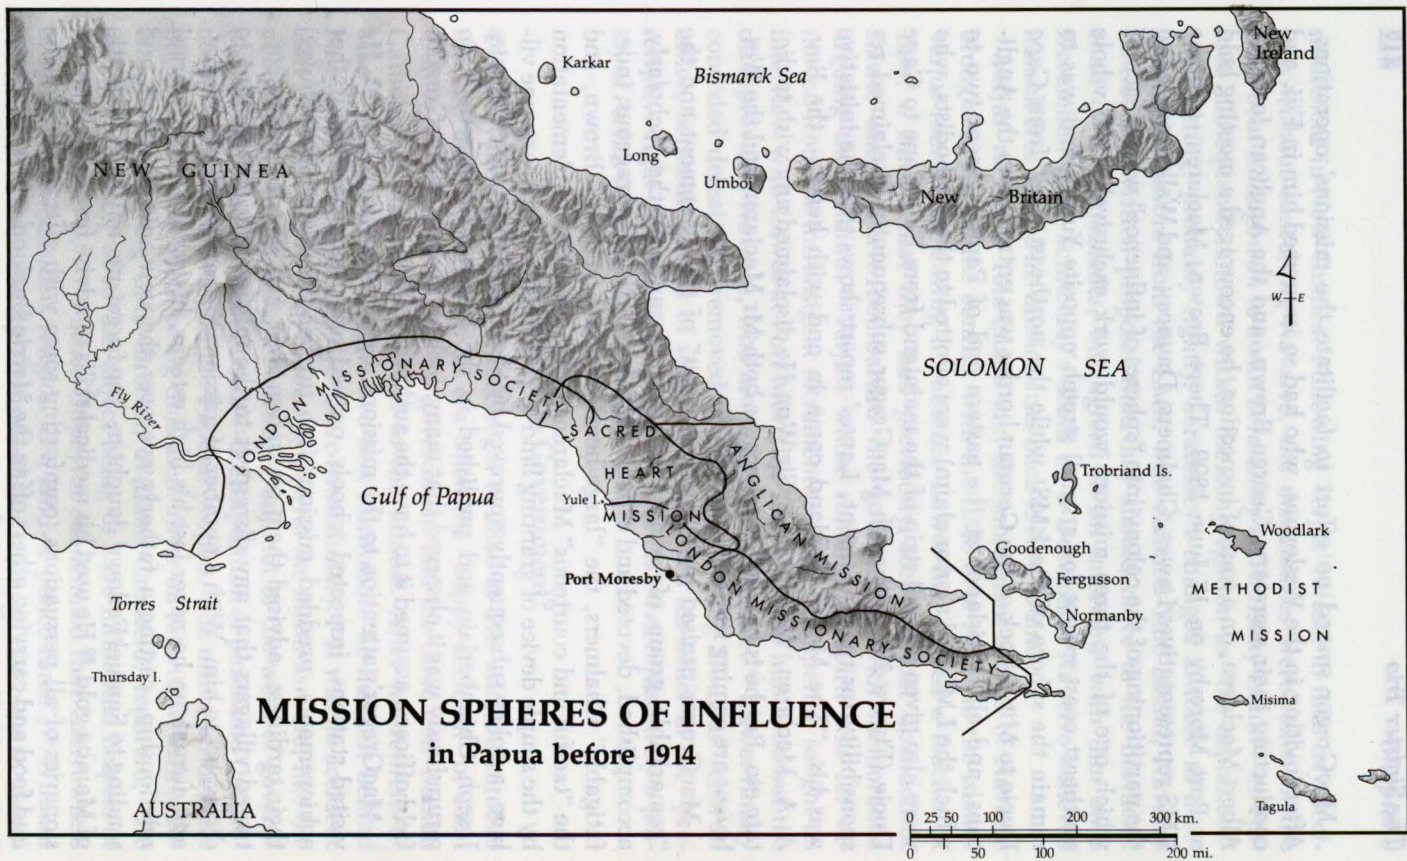 New
Ireland
Karkar
Bismarck Sea
Long
Umboi
New Britain
NEW GUINEA
W E
SOLOMON SEA
Fly River
LONDON MISSIONARY SOCIETY
SACRED
HEART
MISSION
ANGLICAN MISSION
Gulf of Papua
Yule I.
Trobriand Is.
Woodlark
Goodenough
Fergusson
Normanby
METHODIST
MISSION
Port Moresby
LONDON MISSIONARY SOCIETY
Torres Strait
Thursday I.
Misima
MISSION SPHERES OF INFLUENCE
in Papua before 1914
AUSTRALIA
Tagula
0 25 50 100 200 300 km.
0 50 100 200 mi.